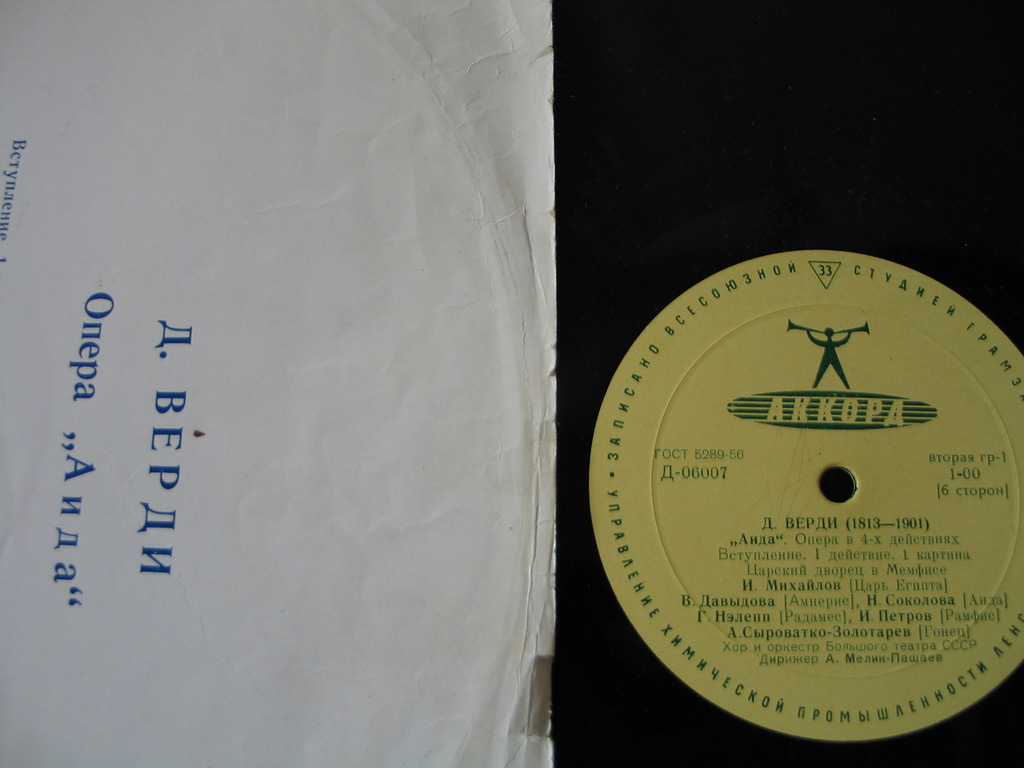 Д. ВЕРДИ
Опера „Аида“
Вступление
ЗАПИСАНО ВСЕСОЮЗНОЙ 33 СТУДИЕЙ ГРАМЗА
УПРАВЛЕНИЕ ХИМИЧЕСКОЙ ПРОМЫШЛЕННОСТИ ЛЕНС
АККОРД
ГОСТ 5289-56
Д-06007
вторая гр-1
1-00
[6 сторон]
Д. ВЕРДИ (1813—1901)
„Аида“. Опера в 4-х действиях
Вступление. 1 действие. 1 картина
Царский дворец в Мемфисе
И. Михайлов [Царь Египта]
В. Давыдова [Амнерис], Н. Соколова [Аида]
Г. Нэлепп [Радамес], И. Петров [Рамфис]
А. Сыроватко-Золотарев [Гонец]
Хор и оркестр Большого театра СССР
Дирижер А. Мелик-Пашаев